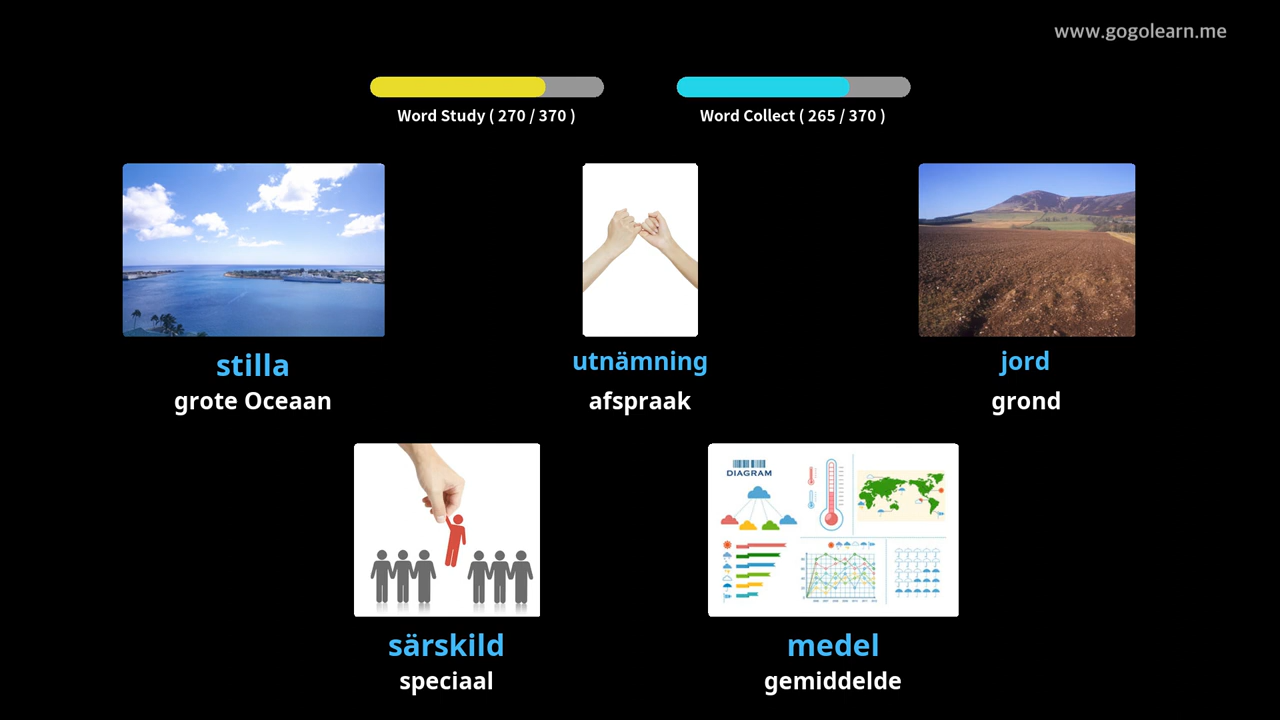 www.gogolearn.me
Word Study ( 270 / 370 )
Word Collect ( 265 / 370 )
stilla
grote Oceaan
utnämning
afspraak
jord
grond
särskild
speciaal
DIAGRAM
medel
gemiddelde